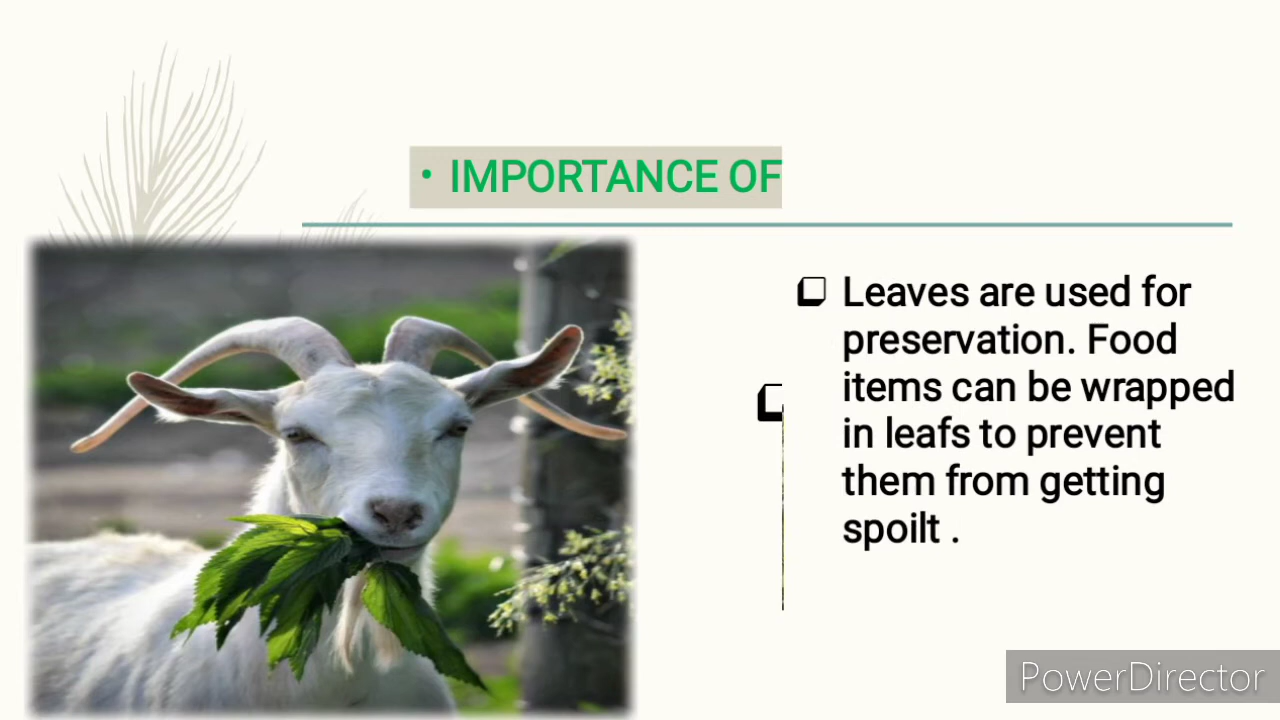 • IMPORTANCE OF
Leaves are used for
preservation. Food
items can be wrapped
in leafs to prevent
them from getting
spoilt .
PowerDirector